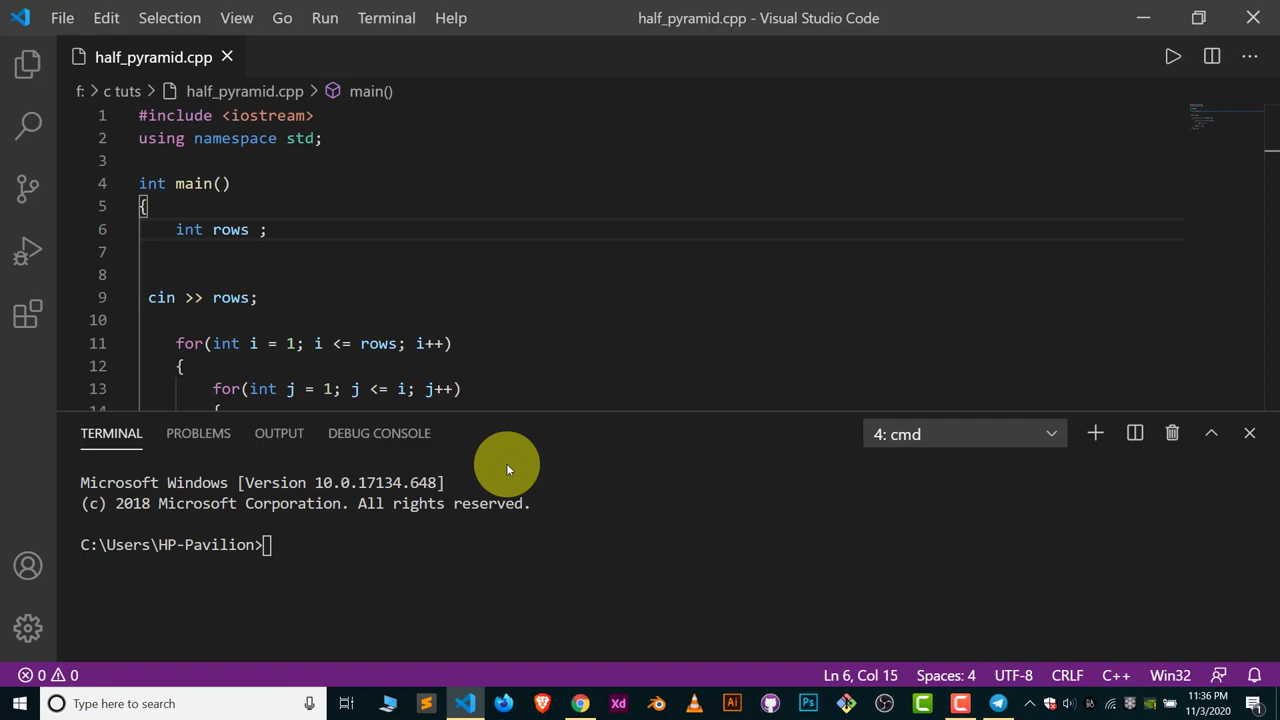 File Edit Selection View Go Run Terminal Help half_pyramid.cpp - Visual Studio Code
half_pyramid.cpp
f: > c tuts > half_pyramid.cpp > main()
1 #include <iostream>
2 using namespace std;
3
4 int main()
5 {
6 int rows ;
7
8
9 cin >> rows;
10
11 for(int i = 1; i <= rows; i++)
12 {
13 for(int j = 1; j <= i; j++)
14 {
TERMINAL PROBLEMS OUTPUT DEBUG CONSOLE 4: cmd
Microsoft Windows [Version 10.0.17134.648]
(c) 2018 Microsoft Corporation. All rights reserved.
C:\Users\HP-Pavilion>
0 0 Ln 6, Col 15 Spaces: 4 UTF-8 CRLF C++ Win32
Type here to search Xd Ai Ps 11:36 PM
11/3/2020